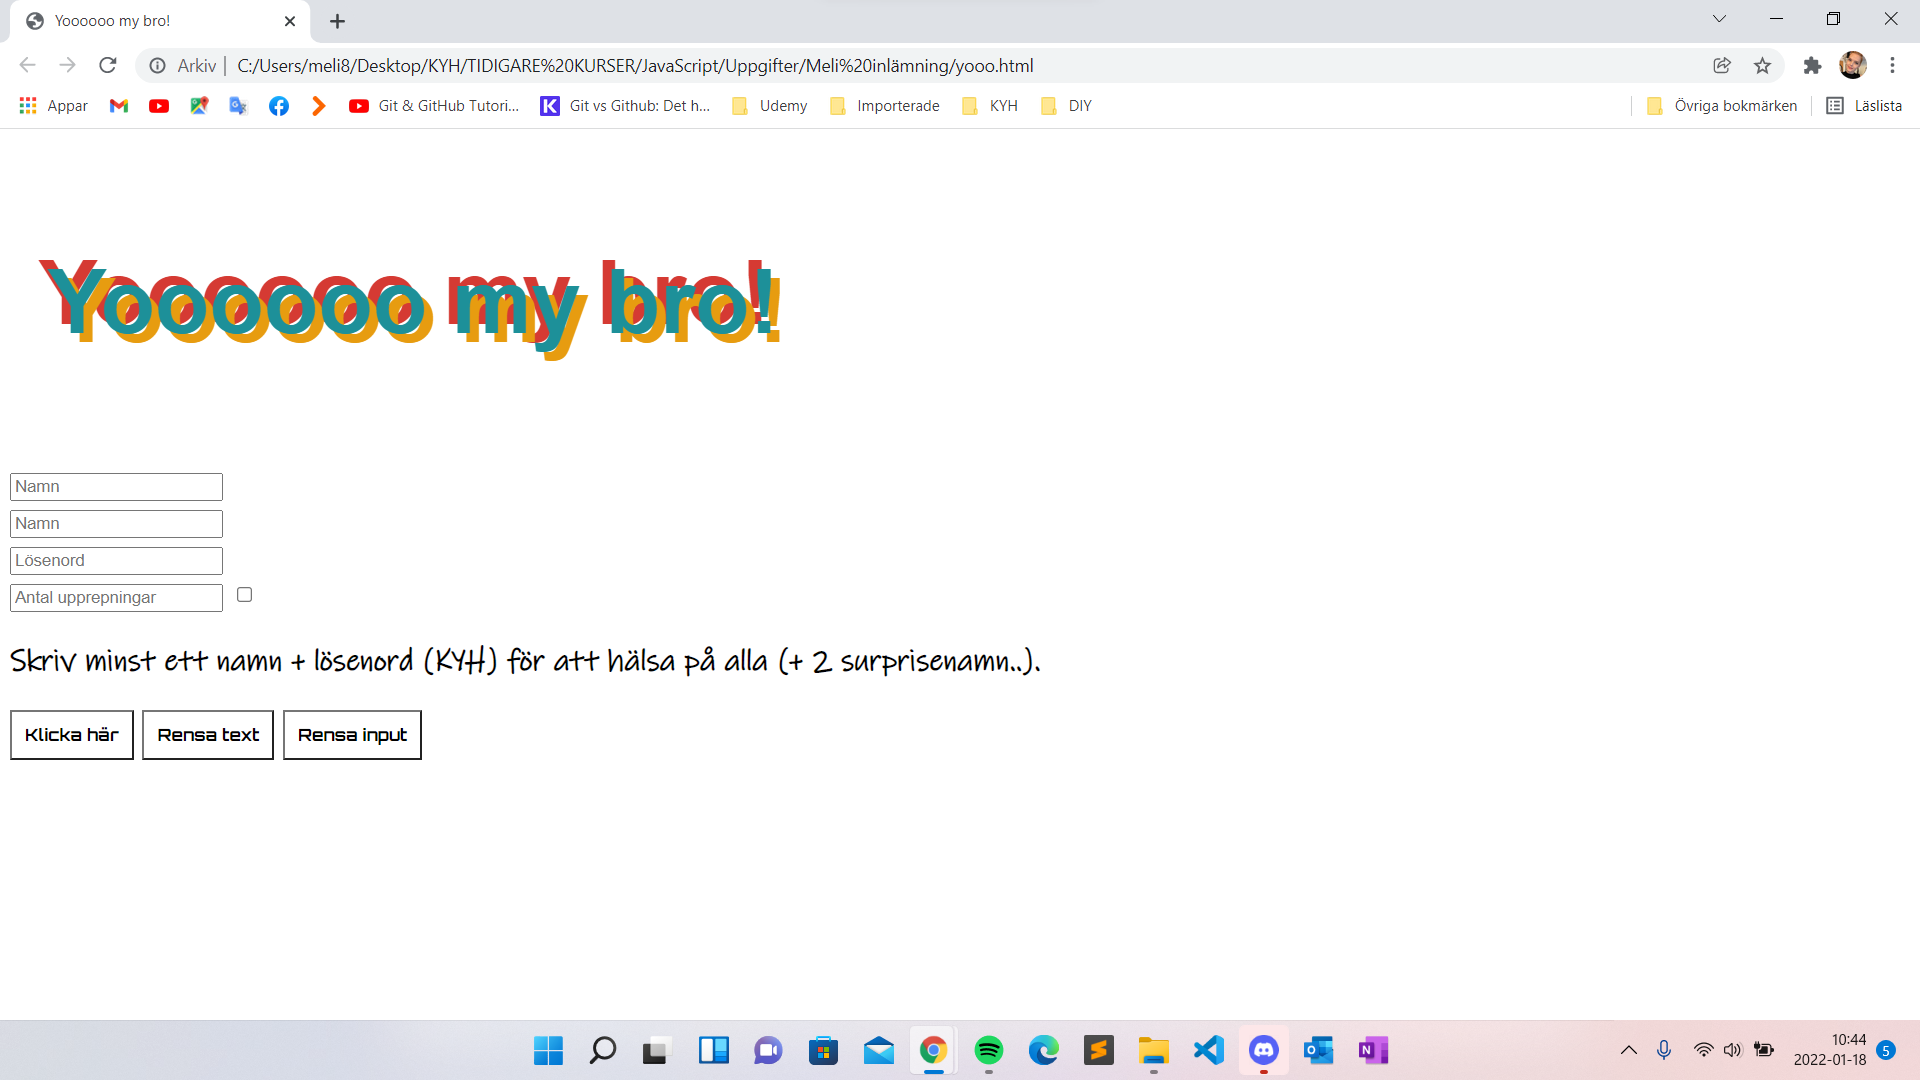 Yoooooo my bro!
Arkiv C:/Users/meli8/Desktop/KYH/TIDIGARE%20KURSER/JavaScript/Uppgifter/Meli%20inlämning/yooo.html
Appar Git & GitHub Tutori... Git vs Github: Det h... Udemy Importerade KYH DIY Övriga bokmärken Läslista
Yoooooo my bro!
Namn
Namn
Lösenord
Antal upprepningar
Skriv minst ett namn + lösenord (KYH) för att hälsa på alla (+ 2 surprisenamn..).
Klicka här Rensa text Rensa input
10:44
2022-01-18 5